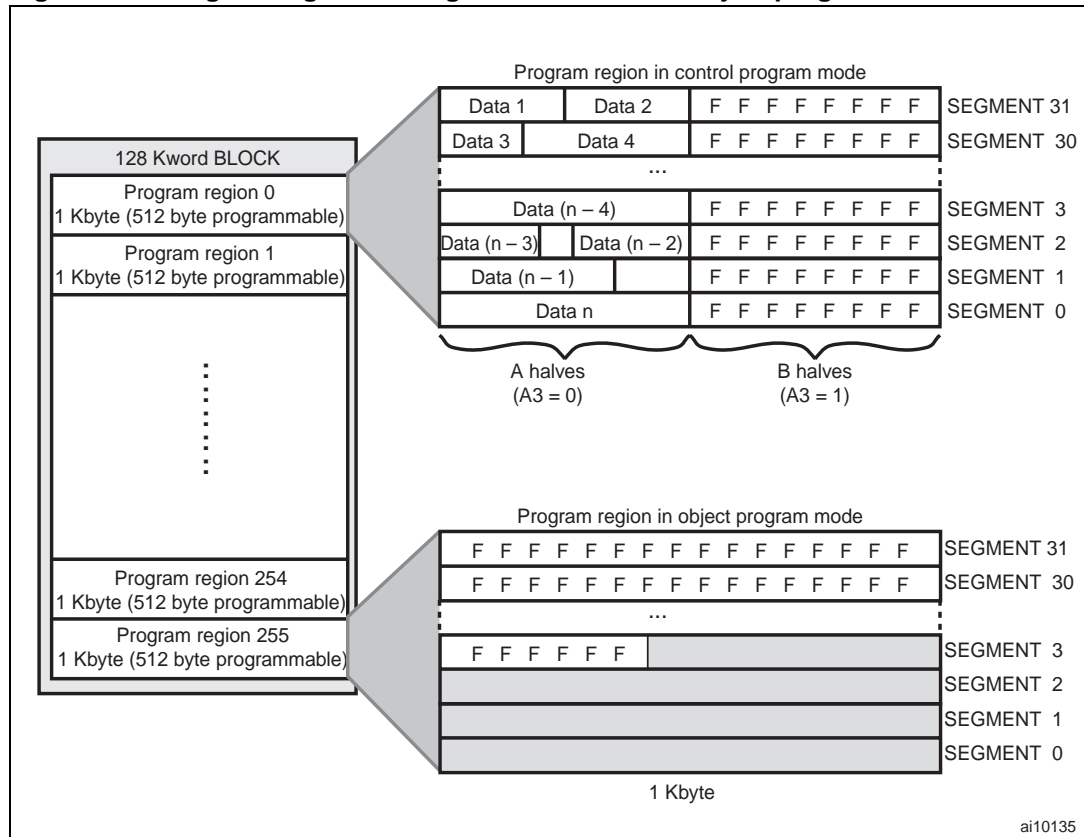 Program region in control program mode
Data 1 Data 2 F F F F F F F F SEGMENT 31
Data 3 Data 4 F F F F F F F F SEGMENT 30
...
Data (n – 4) F F F F F F F F SEGMENT 3
Data (n – 3) Data (n – 2) F F F F F F F F SEGMENT 2
Data (n – 1) F F F F F F F F SEGMENT 1
Data n F F F F F F F F SEGMENT 0
A halves
(A3 = 0)
B halves
(A3 = 1)
128 Kword BLOCK
Program region 0
1 Kbyte (512 byte programmable)
Program region 1
1 Kbyte (512 byte programmable)
Program region 254
1 Kbyte (512 byte programmable)
Program region 255
1 Kbyte (512 byte programmable)
Program region in object program mode
F F F F F F F F F F F F F F F F SEGMENT 31
F F F F F F F F F F F F F F F F SEGMENT 30
...
F F F F F F SEGMENT 3
SEGMENT 2
SEGMENT 1
SEGMENT 0
1 Kbyte
ai10135